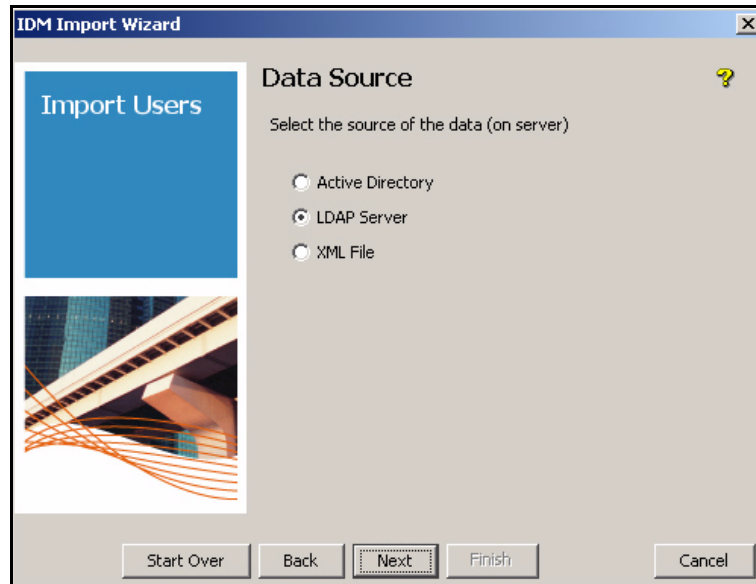 IDM Import Wizard
Import Users
Data Source
?
Select the source of the data (on server)
Active Directory
LDAP Server
XML File
Start Over
Back
Next
Finish
Cancel